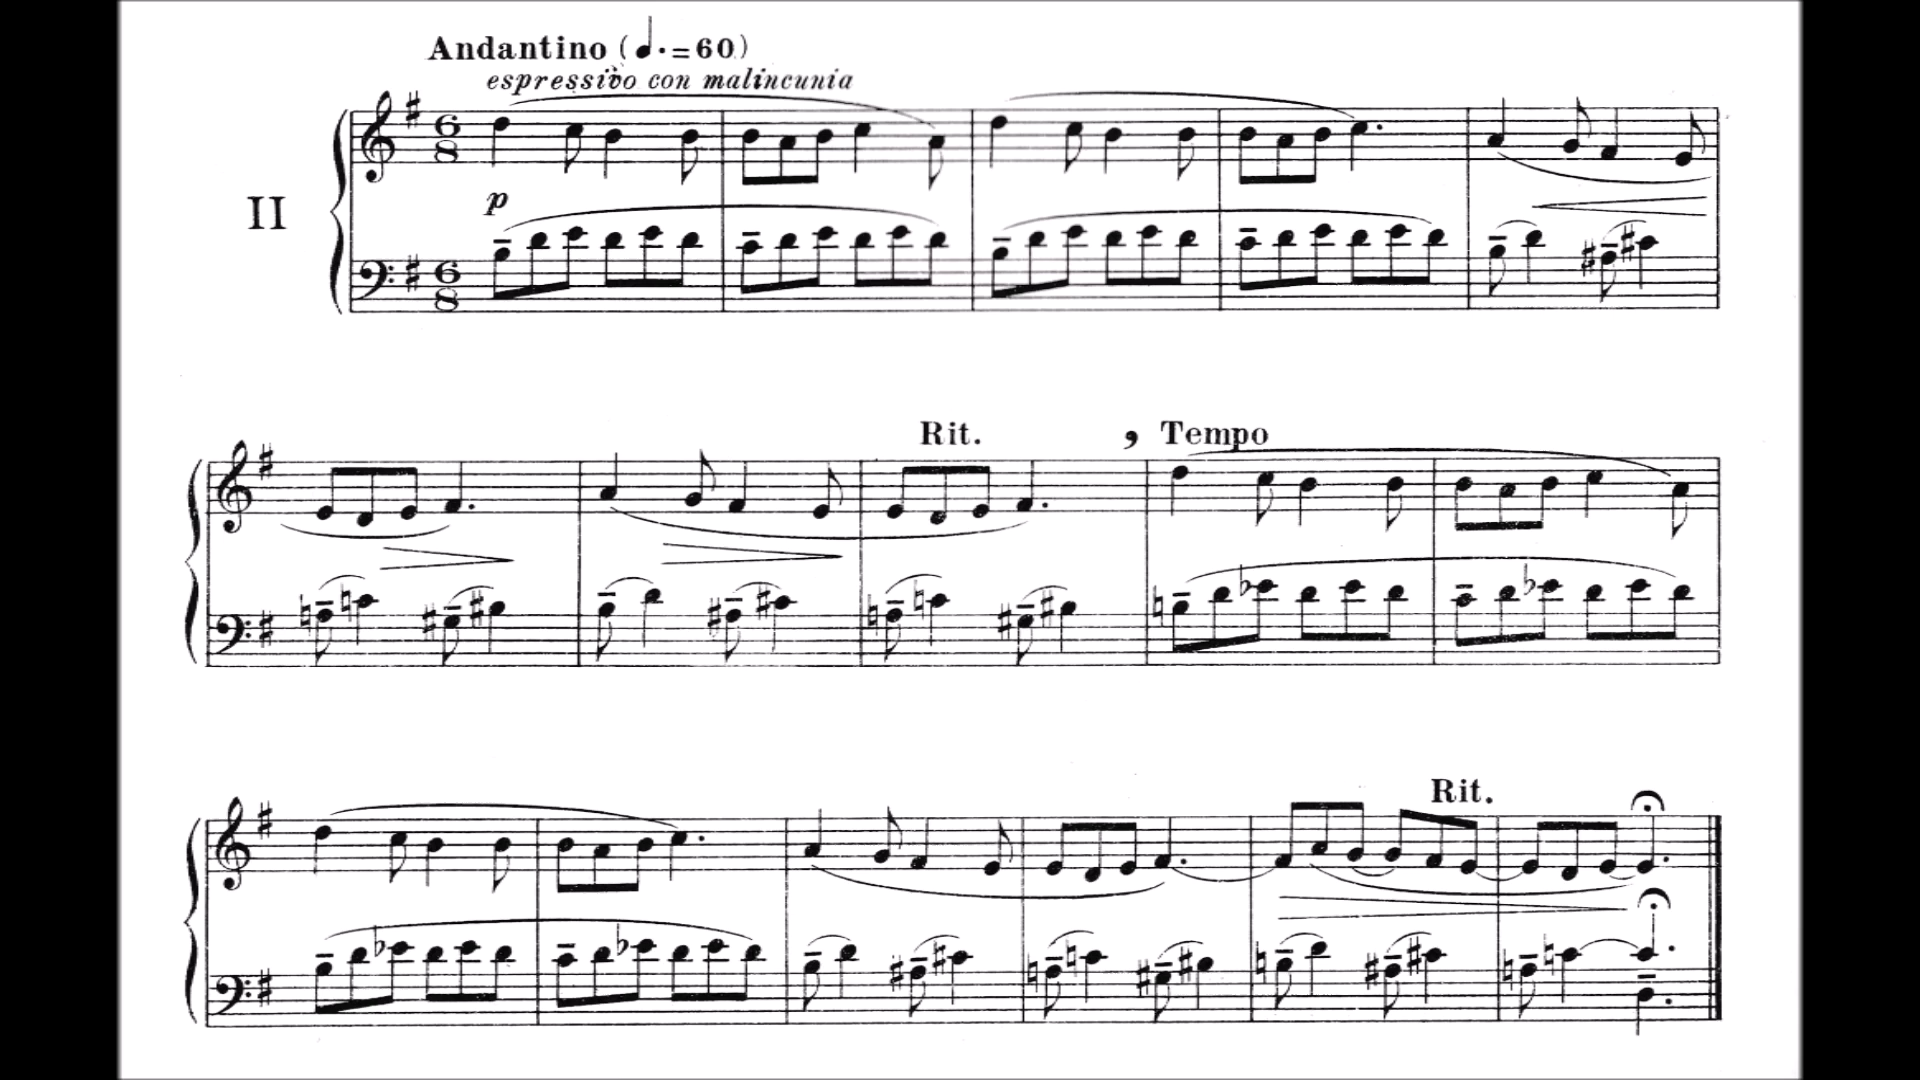 Andantino (♩.=60)
espressivo con malincunia
6
8
p
II
6
8
Rit. , Tempo
Rit.